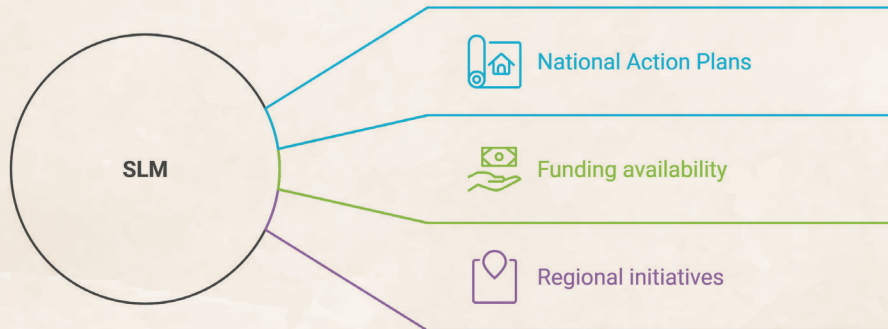 SLM
National Action Plans
Funding availability
Regional initiatives